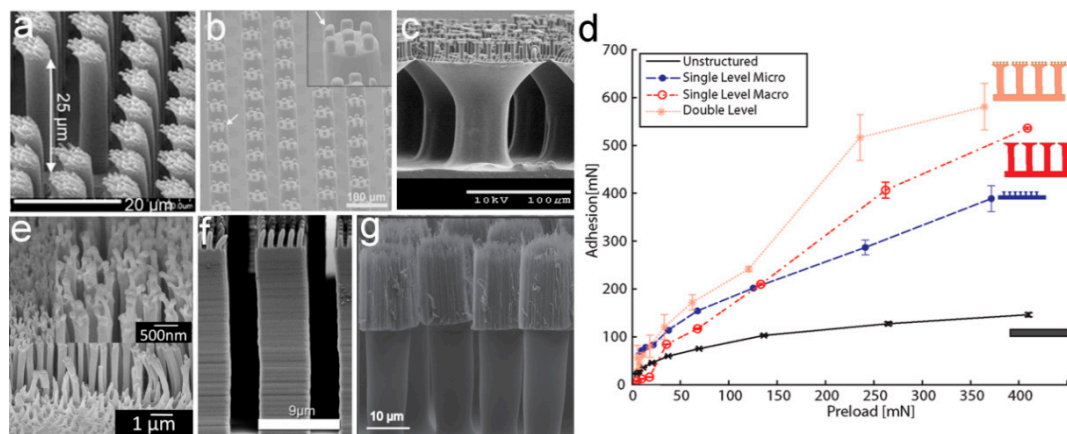 a
25 µm
20 µm
b
100 µm
c
10kV 100µm
d
Adhesion[mN]
700
600
500
400
300
200
100
0
Unstructured
Single Level Micro
Single Level Macro
Double Level
0 50 100 150 200 250 300 350 400
Preload [mN]
e
500nm
1 µm
f
9µm
g
10 µm